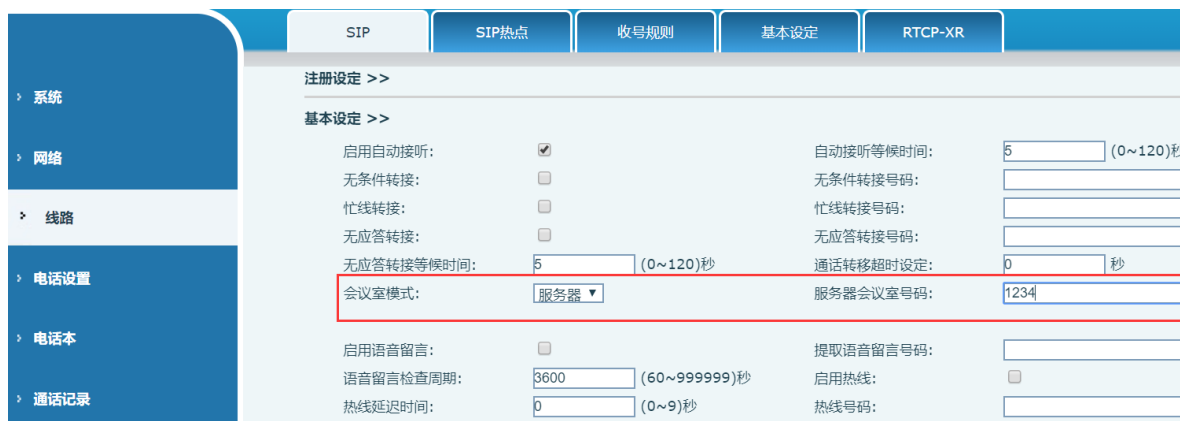 SIP SIP热点 收号规则 基本设定 RTCP-XR
注册设定 >>
› 系统
基本设定 >>
启用自动接听: 自动接听等候时间: 5 (0~120)秒
› 网络
无条件转接: 无条件转接号码:
忙线转接: 忙线转接号码:
› 线路
无应答转接: 无应答转接号码:
无应答转接等候时间: 5 (0~120)秒 通话转移超时设定: 0 秒
› 电话设置
会议室模式: 服务器 服务器会议室号码: 1234
› 电话本
启用语音留言: 提取语音留言号码:
语音留言检查周期: 3600 (60~999999)秒 启用热线:
› 通话记录
热线延迟时间: 0 (0~9)秒 热线号码: